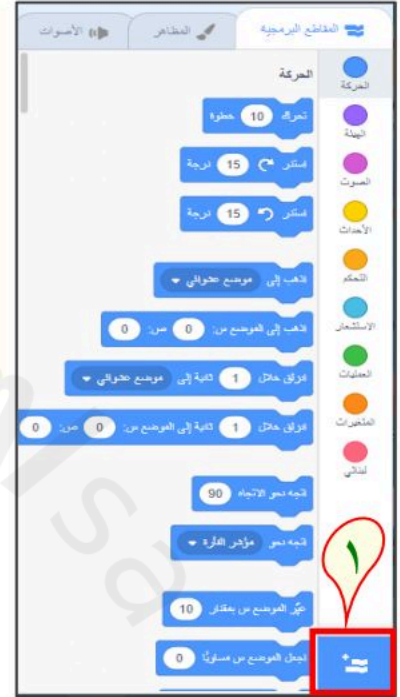 المقاطع البرمجية
المظاهر
الأصوات
الحركة
تحرك 10 خطوة
استدر 15 درجة
استدر 15 درجة
اذهب إلى موضع عشوائي
اذهب إلى الموضع س: 0 ص: 0
انزلق خلال 1 ثانية إلى موضع عشوائي
انزلق خلال 1 ثانية إلى الموضع س: 0 ص: 0
اتجه نحو الاتجاه 90
اتجه نحو مؤشر الفأرة
غيّر الموضع س بمقدار 10
اجعل الموضع س مساويًا 0
الحركة
الهيئة
الصوت
الأحداث
التحكم
الاستشعار
العمليات
المتغيرات
لبناتي
١